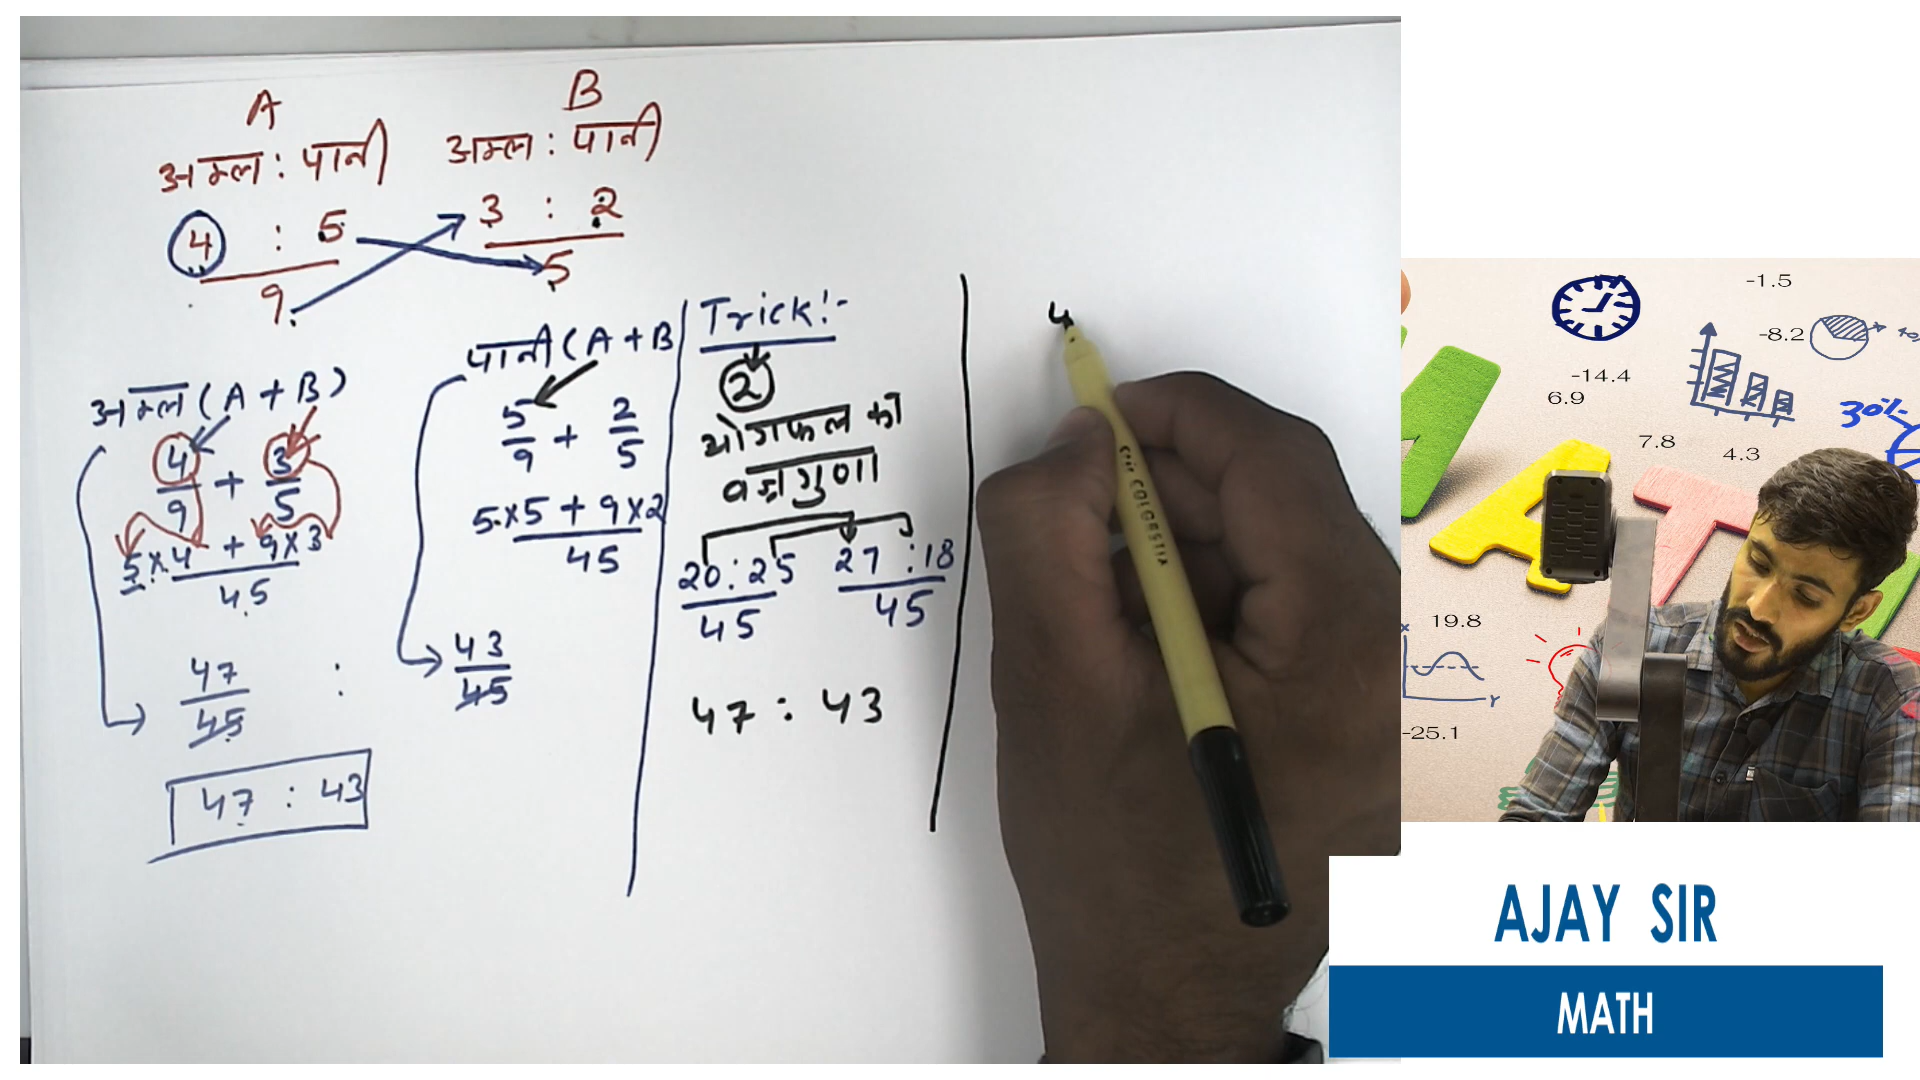 A
B
अम्ल : पानी
अम्ल : पानी
4 : 5
9
3 : 2
5
अम्ल (A + B)
4/9 + 3/5
5×4 + 9×3
45
47/45 :
47 : 43
पानी (A + B
5/9 + 2/5
5×5 + 9×2
45
43/45
Trick:-
2
योगफल की
वज्रगुणा
20:25 27:18
45 45
47 : 43
4
-1.5
-8.2
-14.4
6.9
7.8
4.3
30%
19.8
X
Y
-25.1
AJAY SIR
MATH